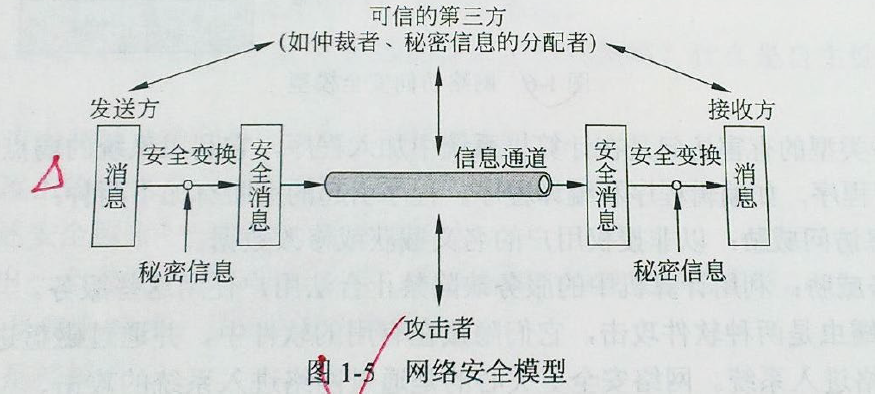 可信的第三方
(如仲裁者、秘密信息的分配者)
发送方
接收方
消息
安全变换
安全消息
信息通道
安全消息
安全变换
消息
秘密信息
秘密信息
攻击者
图 1-5 网络安全模型